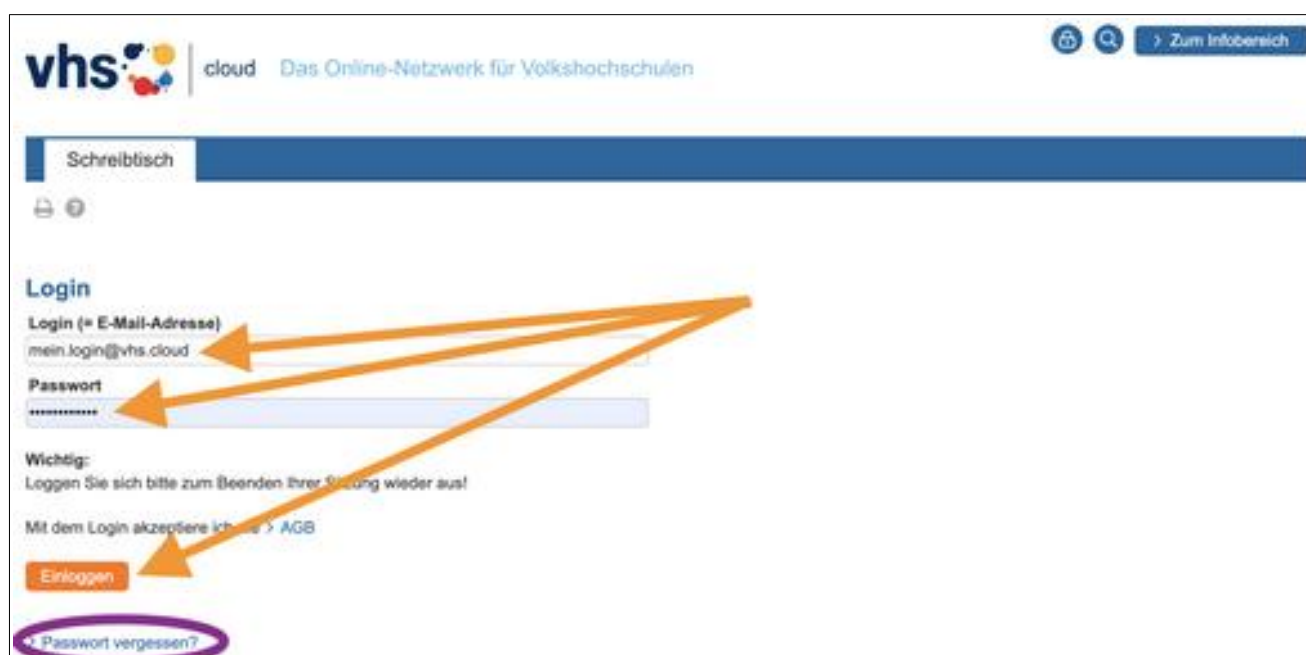 vhs cloud Das Online-Netzwerk für Volkshochschulen
> Zum Infobereich
Schreibtisch
Login
Login (= E-Mail-Adresse)
mein.login@vhs.cloud
Passwort
Wichtig:
Loggen Sie sich bitte zum Beenden Ihrer wieder aus!
Mit dem Login akzeptiere ich > AGB
Einloggen
> Passwort vergessen?